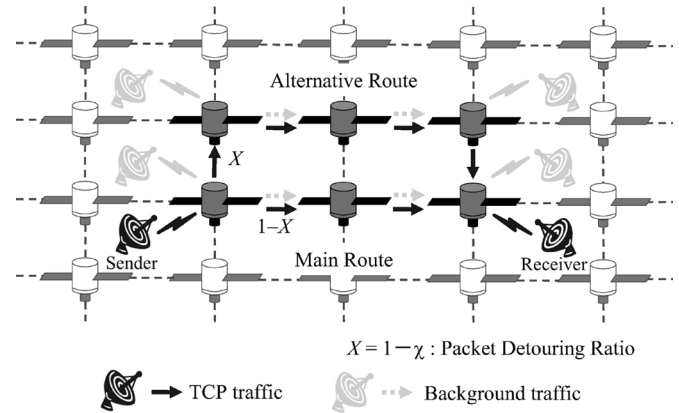 Alternative Route
X
1−X
Sender
Main Route
Receiver
X = 1−χ : Packet Detouring Ratio
TCP traffic
Background traffic